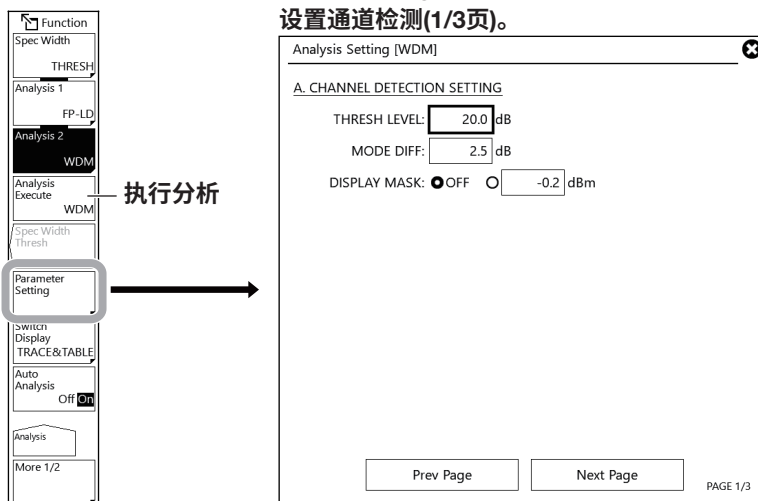 设置通道检测(1/3页)。
Function
Spec Width
THRESH
Analysis 1
FP-LD
Analysis 2
WDM
Analysis
Execute
WDM
执行分析
Spec Width
Thresh
Parameter
Setting
Switch
Display
TRACE&TABLE
Auto
Analysis
Off On
Analysis
More 1/2
Analysis Setting [WDM]
A. CHANNEL DETECTION SETTING
THRESH LEVEL: 20.0 dB
MODE DIFF: 2.5 dB
DISPLAY MASK: OFF -0.2 dBm
Prev Page Next Page
PAGE 1/3